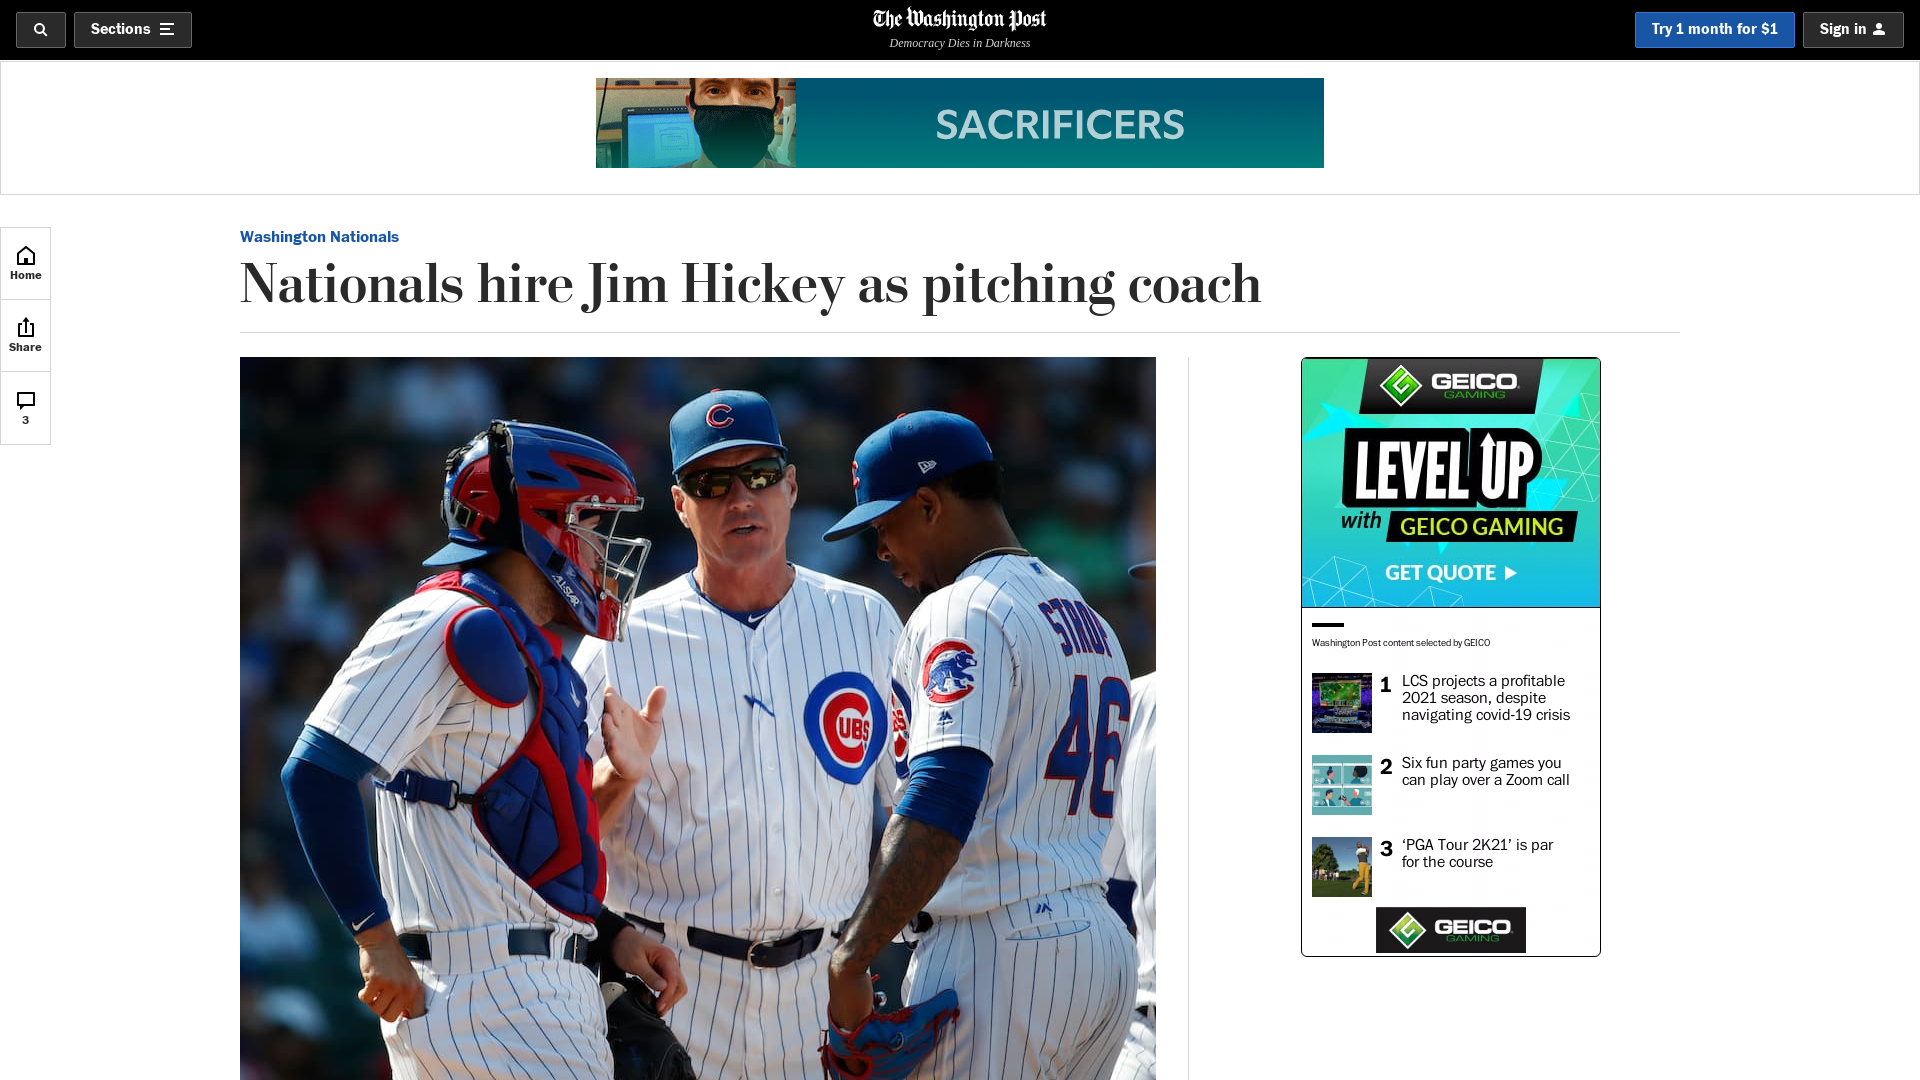 Sections
The Washington Post
Democracy Dies in Darkness
Try 1 month for $1
Sign in
SACRIFICERS
Home
Share
3
Washington Nationals
Nationals hire Jim Hickey as pitching coach
C
ALL-STAR
UBS
STROP
46
GEICO
GAMING
LEVEL UP
with GEICO GAMING
GET QUOTE
Washington Post content selected by GEICO
1 LCS projects a profitable
2021 season, despite
navigating covid-19 crisis
2 Six fun party games you
can play over a Zoom call
3 ‘PGA Tour 2K21’ is par
for the course
GEICO
GAMING